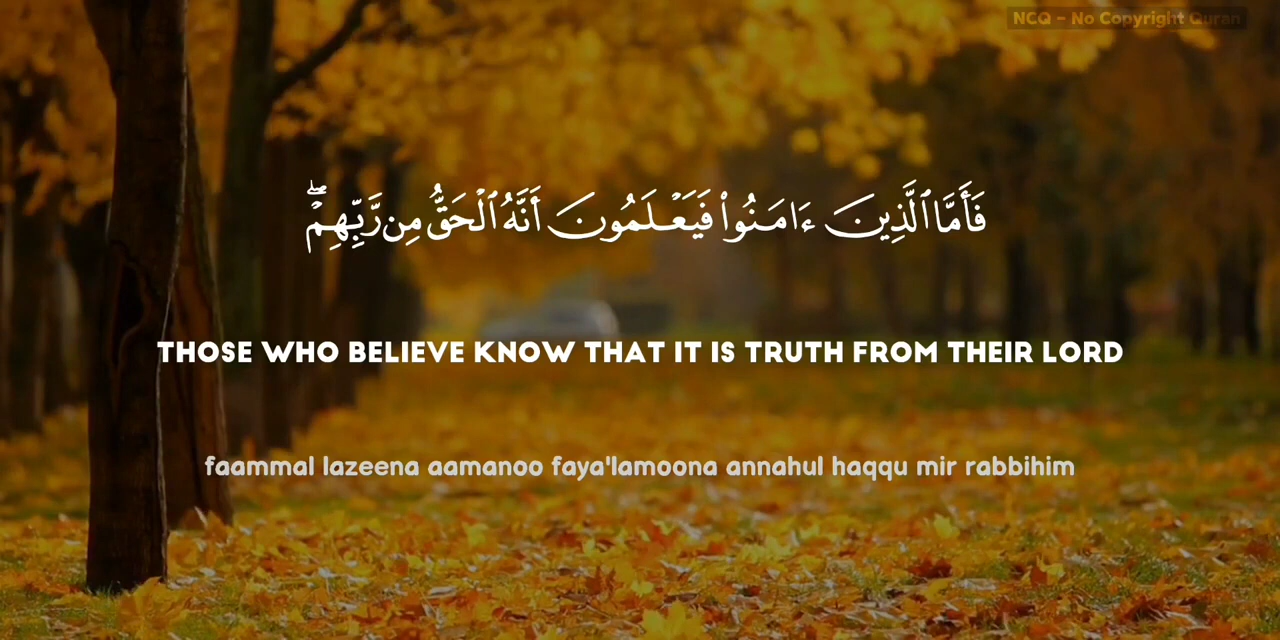 NCQ - No Copyright Quran
فَأَمَّا ٱلَّذِينَ ءَامَنُوا۟ فَيَعْلَمُونَ أَنَّهُ ٱلْحَقُّ مِن رَّبِّهِمْ ۖ
THOSE WHO BELIEVE KNOW THAT IT IS TRUTH FROM THEIR LORD
faammal lazeena aamanoo faya'lamoona annahul haqqu mir rabbihim